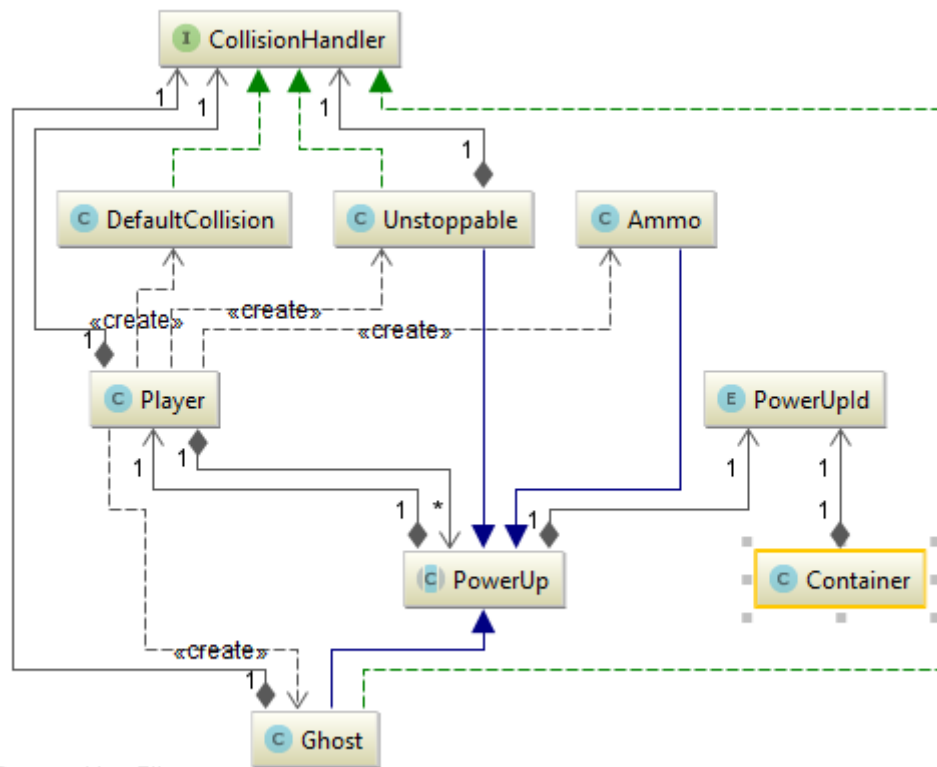 I CollisionHandler
1
1
1
1
C DefaultCollision
C Unstoppable
C Ammo
«create»
«create»
«create»
1
C Player
E PowerUpId
1
1
*
1
1
1
1
1
C PowerUp
C Container
«create»
1
C Ghost